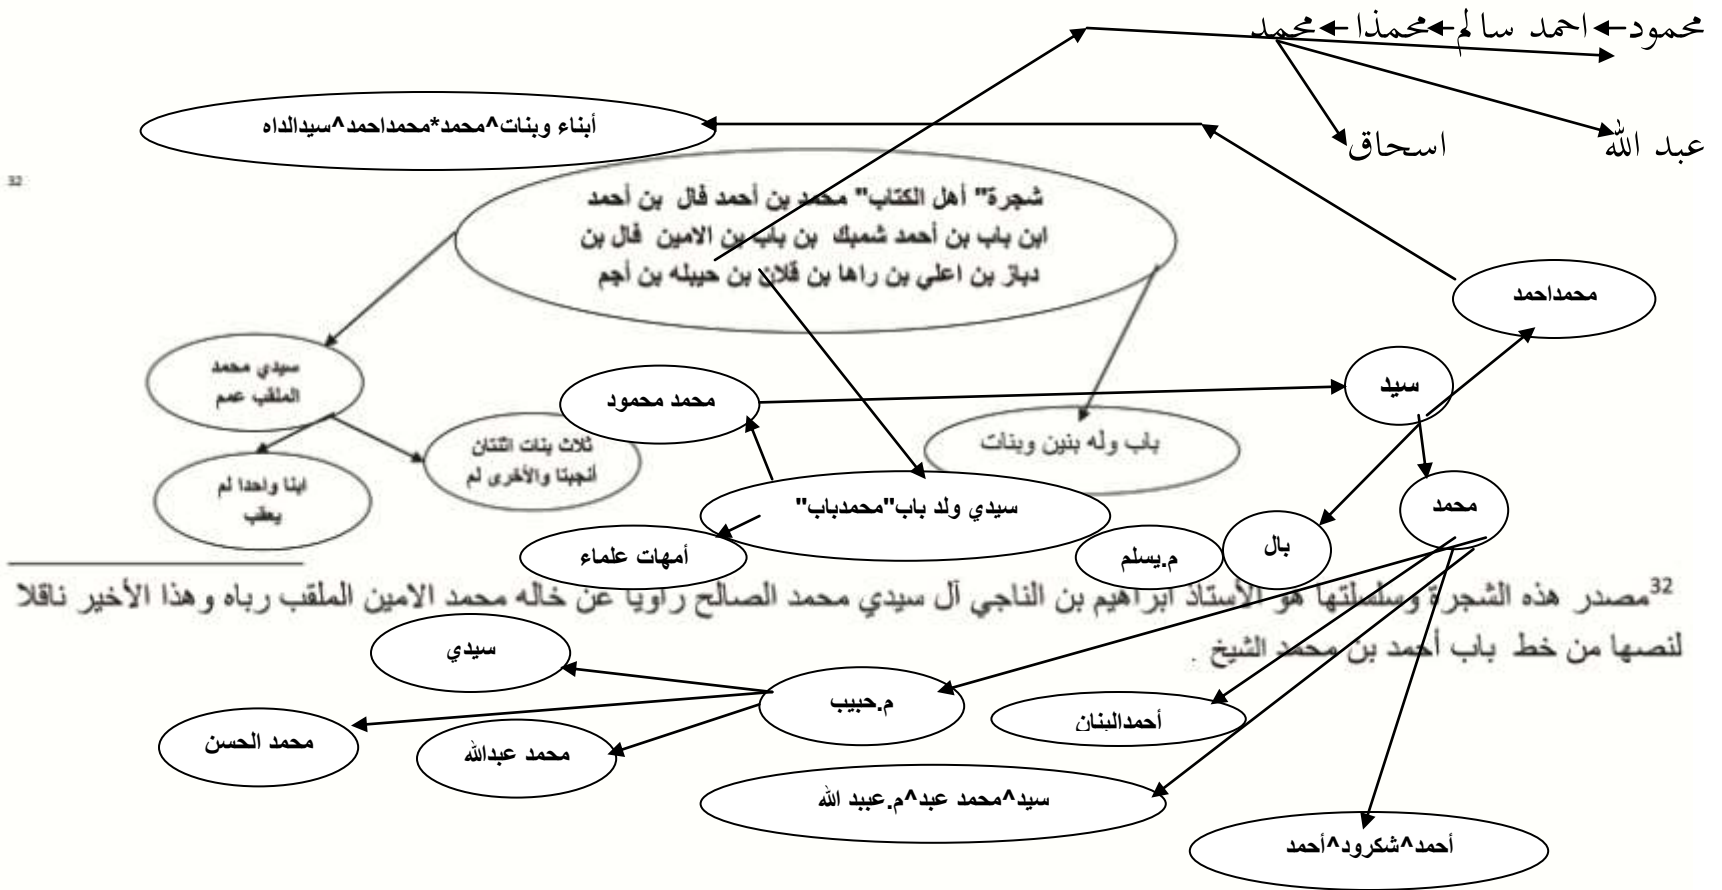 محمود←احمد سالم←محمذا←محمد
عبد الله
اسحاق
أبناء وبنات^محمد*محمداحمد^سيدالداه
32
شجرة" أهل الكتاب" محمد بن أحمد فال بن أحمد
ابن باب بن أحمد شمبك بن باب بن الامين فال بن
دباز بن اعلي بن راها بن قلان بن حبيله بن أجم
محمداحمد
سيدي محمد
الملقب عمم
سيد
محمد محمود
باب وله بنين وبنات
ثلاث بنات اثنتان
أنجبتا والأخرى لم
ابنا واحدا لم
يعقب
سيدي ولد باب"محمدباب"
محمد
بال
م.يسلم
أمهات علماء
32مصدر هذه الشجرة وسلسلتها هو الأستاذ ابراهيم بن الناجي آل سيدي محمد الصالح راويا عن خاله محمد الامين الملقب رباه وهذا الأخير ناقلا
لنصها من خط باب أحمد بن محمد الشيخ .
سيدي
م.حبيب
أحمدالبنان
محمد الحسن
محمد عبدالله
سيد^محمد عبد^م.عبيد الله
أحمد^شكرود^أحمد